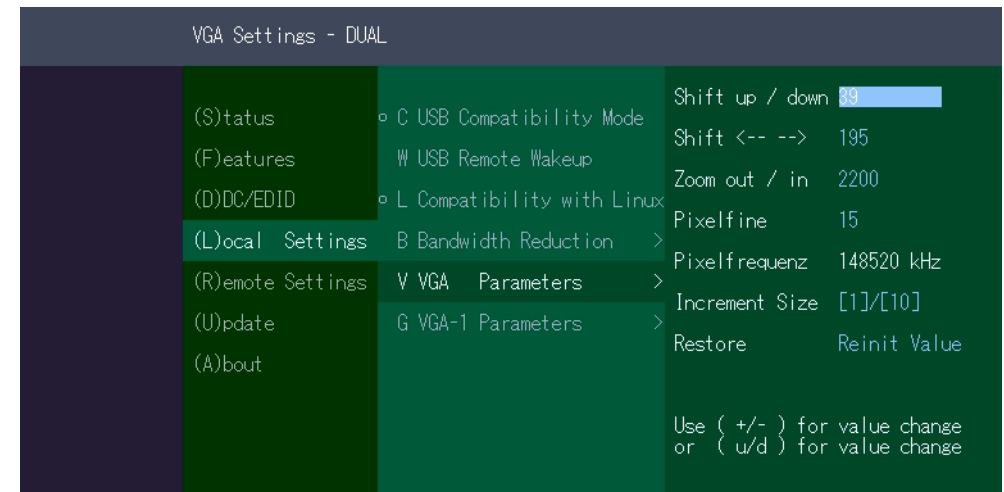 VGA Settings - DUAL
(S)tatus
(F)eatures
(D)DC/EDID
(L)ocal Settings
(R)emote Settings
(U)pdate
(A)bout
C USB Compatibility Mode
W USB Remote Wakeup
L Compatibility with Linux
B Bandwidth Reduction >
V VGA Parameters >
G VGA-1 Parameters >
Shift up / down 39
Shift <-- --> 195
Zoom out / in 2200
Pixelfine 15
Pixelfrequenz 148520 kHz
Increment Size [1]/[10]
Restore Reinit Value
Use ( +/- ) for value change
or ( u/d ) for value change